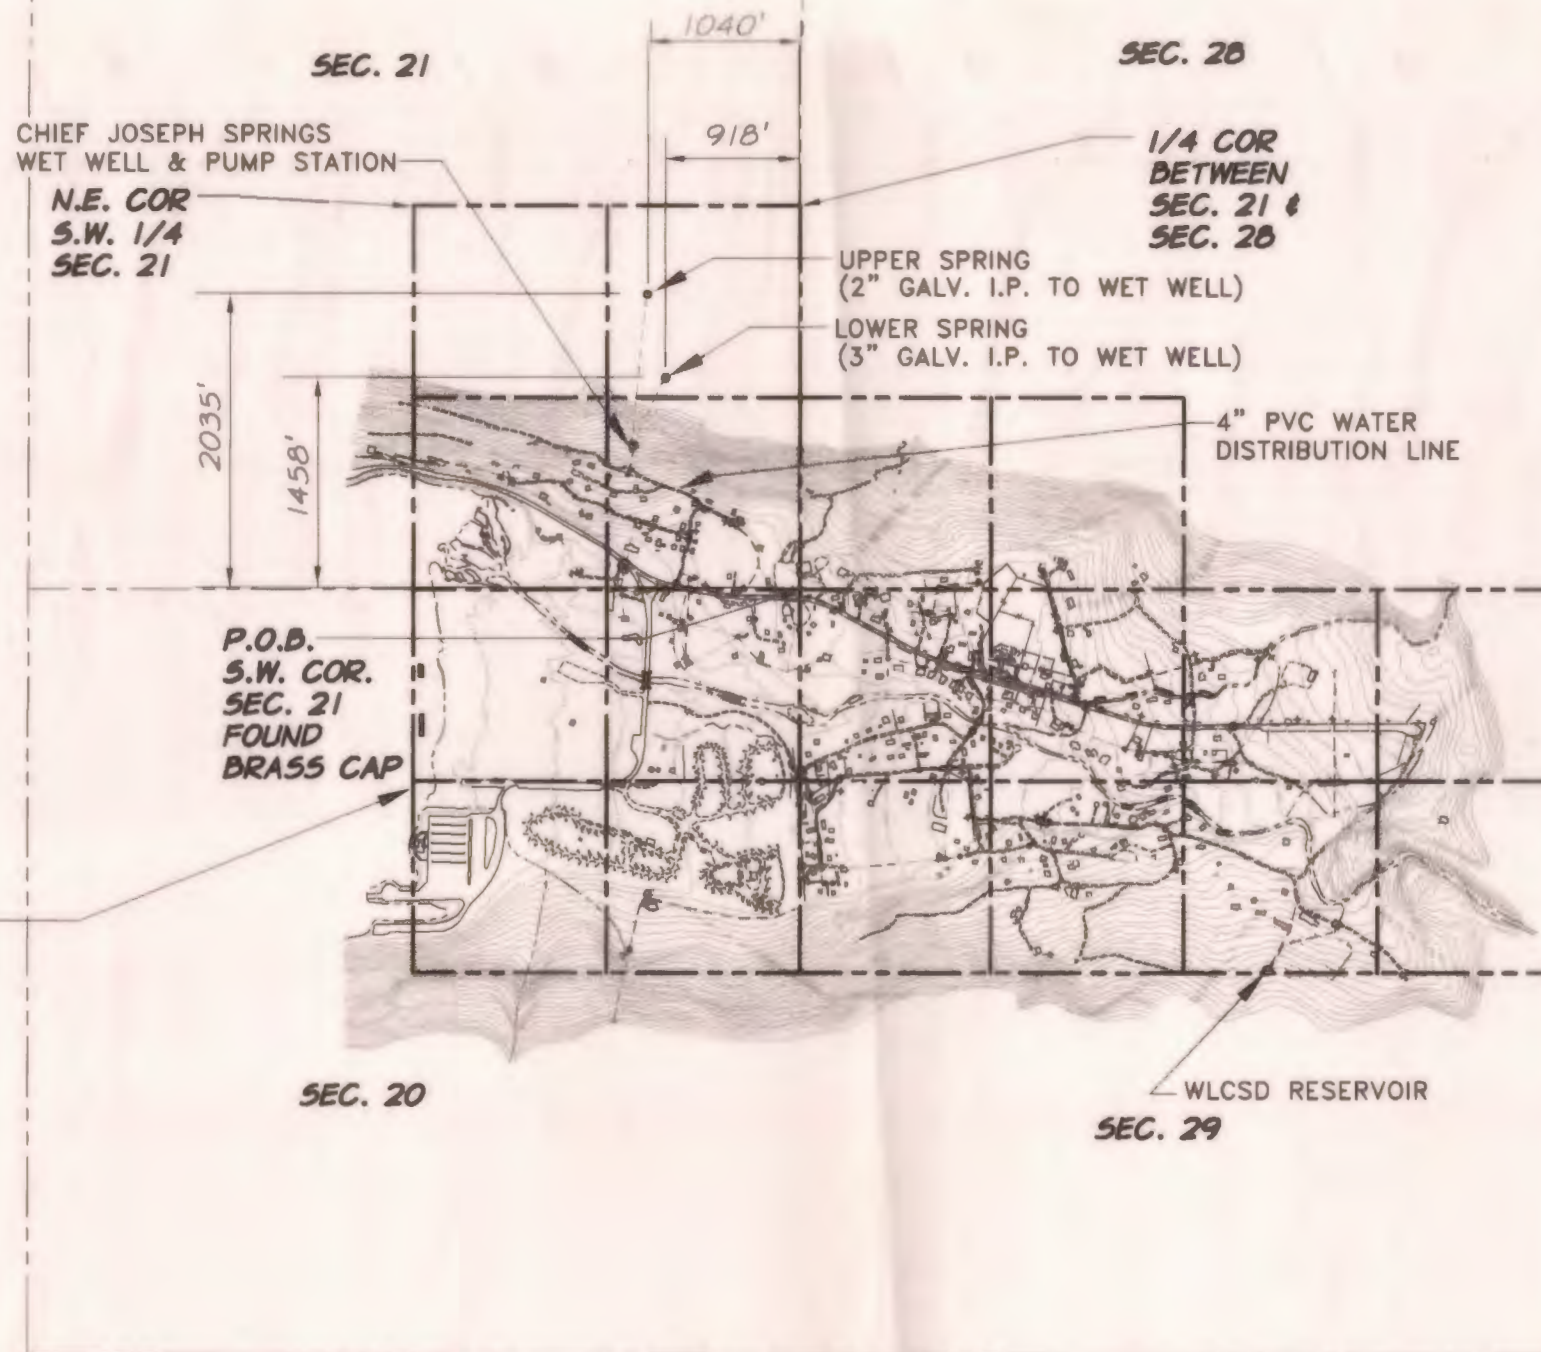 1040'
SEC. 21
SEC. 28
CHIEF JOSEPH SPRINGS
WET WELL & PUMP STATION
918'
1/4 COR
BETWEEN
SEC. 21 &
SEC. 28
N.E. COR
S.W. 1/4
SEC. 21
UPPER SPRING
(2" GALV. I.P. TO WET WELL)
LOWER SPRING
(3" GALV. I.P. TO WET WELL)
2035'
1458'
4" PVC WATER
DISTRIBUTION LINE
P.O.B.
S.W. COR.
SEC. 21
FOUND
BRASS CAP
SEC. 20
WLCSD RESERVOIR
SEC. 29